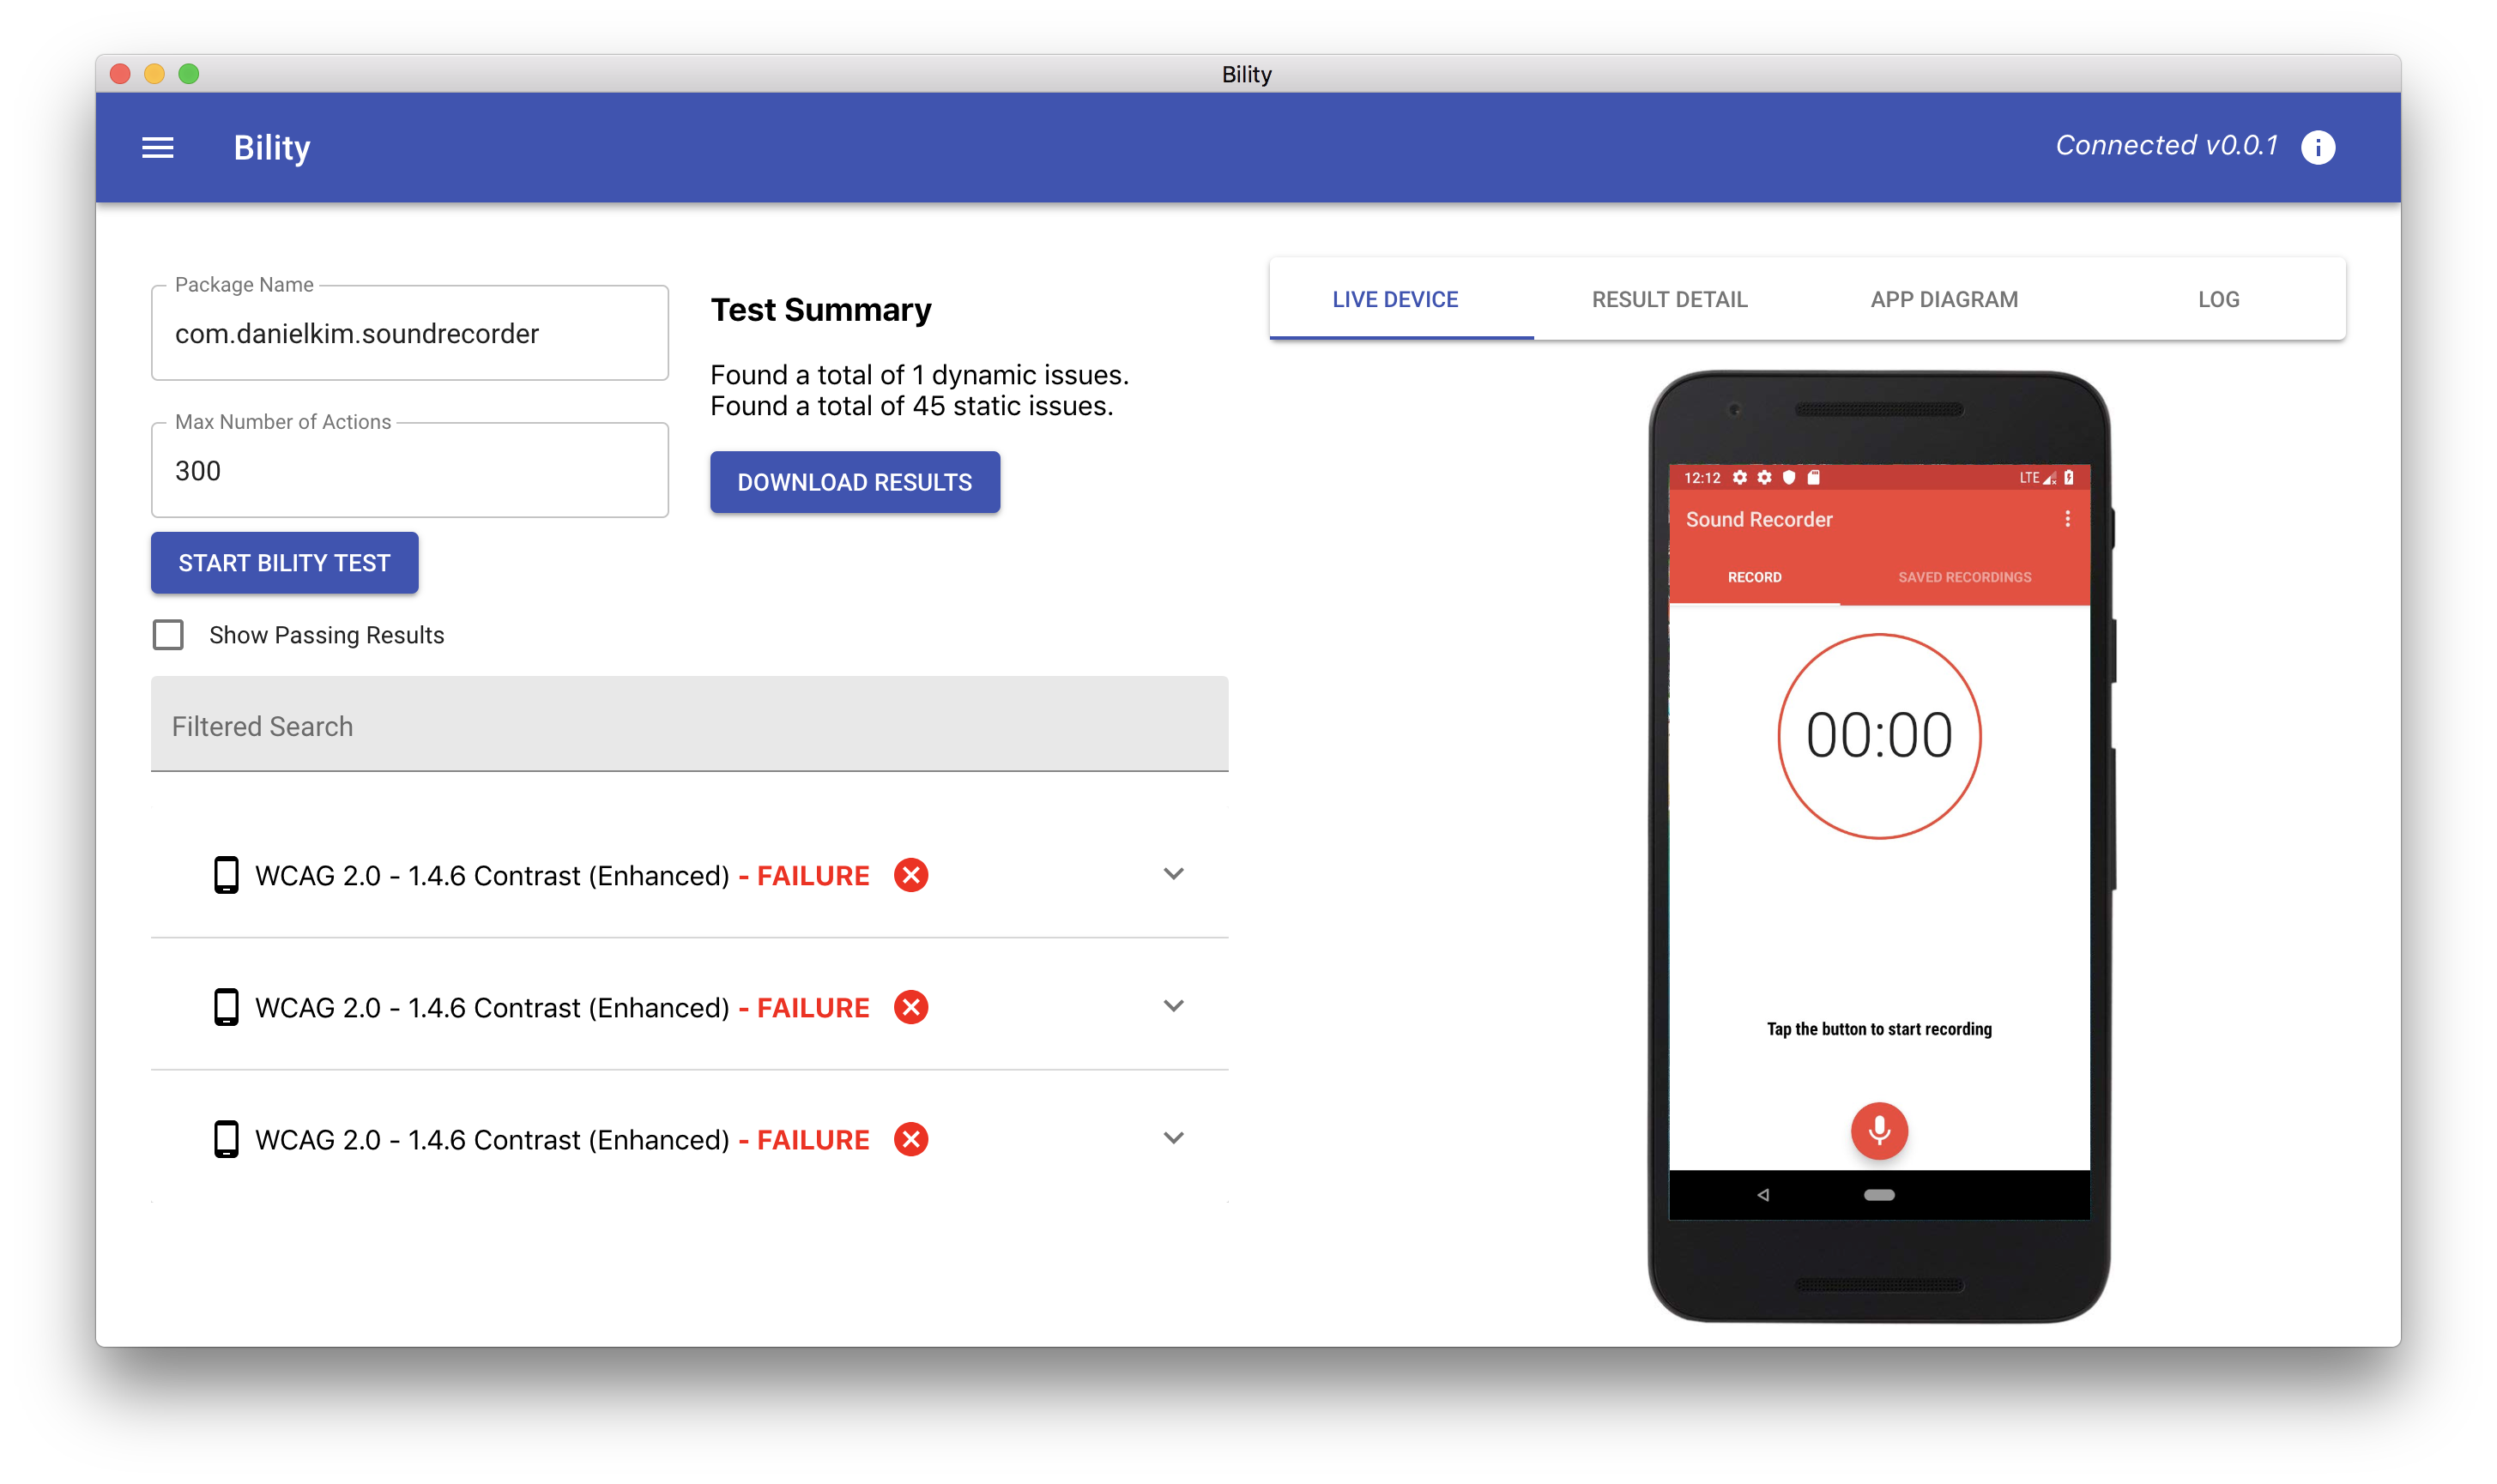 Bility
Bility
Connected v0.0.1
Package Name
com.danielkim.soundrecorder
Max Number of Actions
300
START BILITY TEST
Test Summary
Found a total of 1 dynamic issues.
Found a total of 45 static issues.
DOWNLOAD RESULTS
Show Passing Results
Filtered Search
WCAG 2.0 - 1.4.6 Contrast (Enhanced) - FAILURE
WCAG 2.0 - 1.4.6 Contrast (Enhanced) - FAILURE
WCAG 2.0 - 1.4.6 Contrast (Enhanced) - FAILURE
LIVE DEVICE RESULT DETAIL APP DIAGRAM LOG
12:12 LTE
Sound Recorder
RECORD SAVED RECORDINGS
00:00
Tap the button to start recording